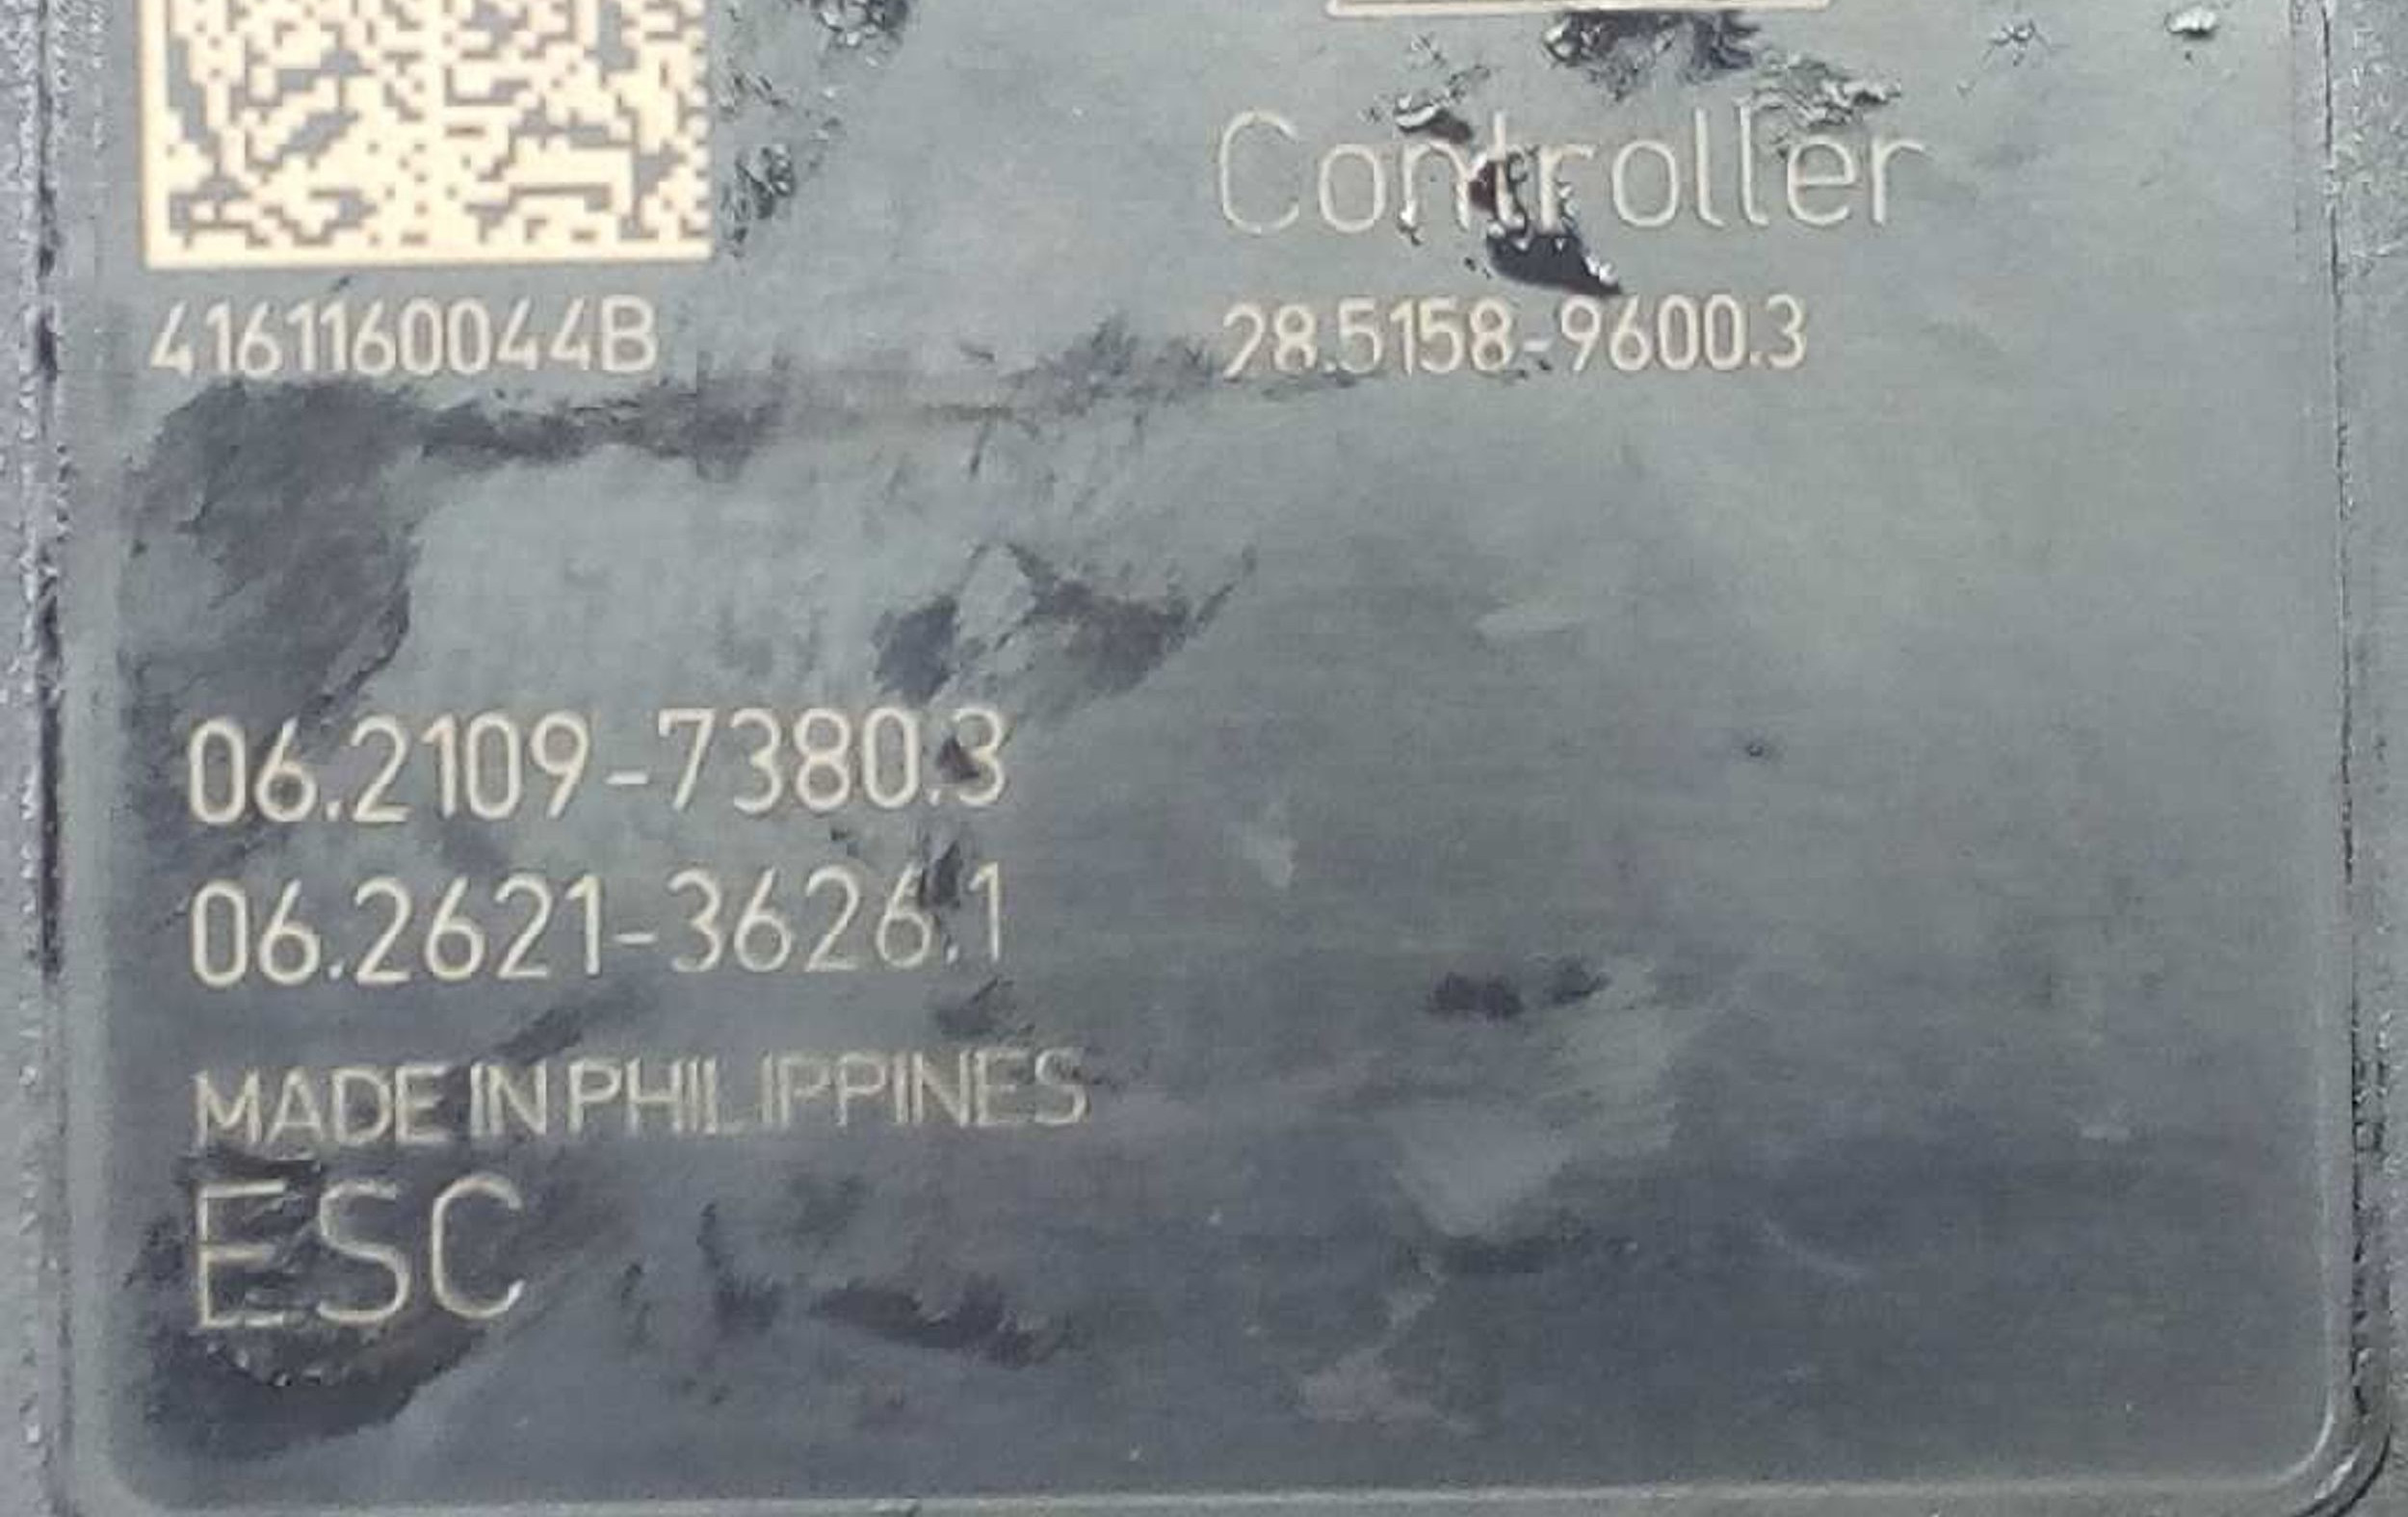 Controller
4161160044B
28.5158-9600.3
06.2109-7380.3
06.2621-3626.1
MADE IN PHILIPPINES
ESC